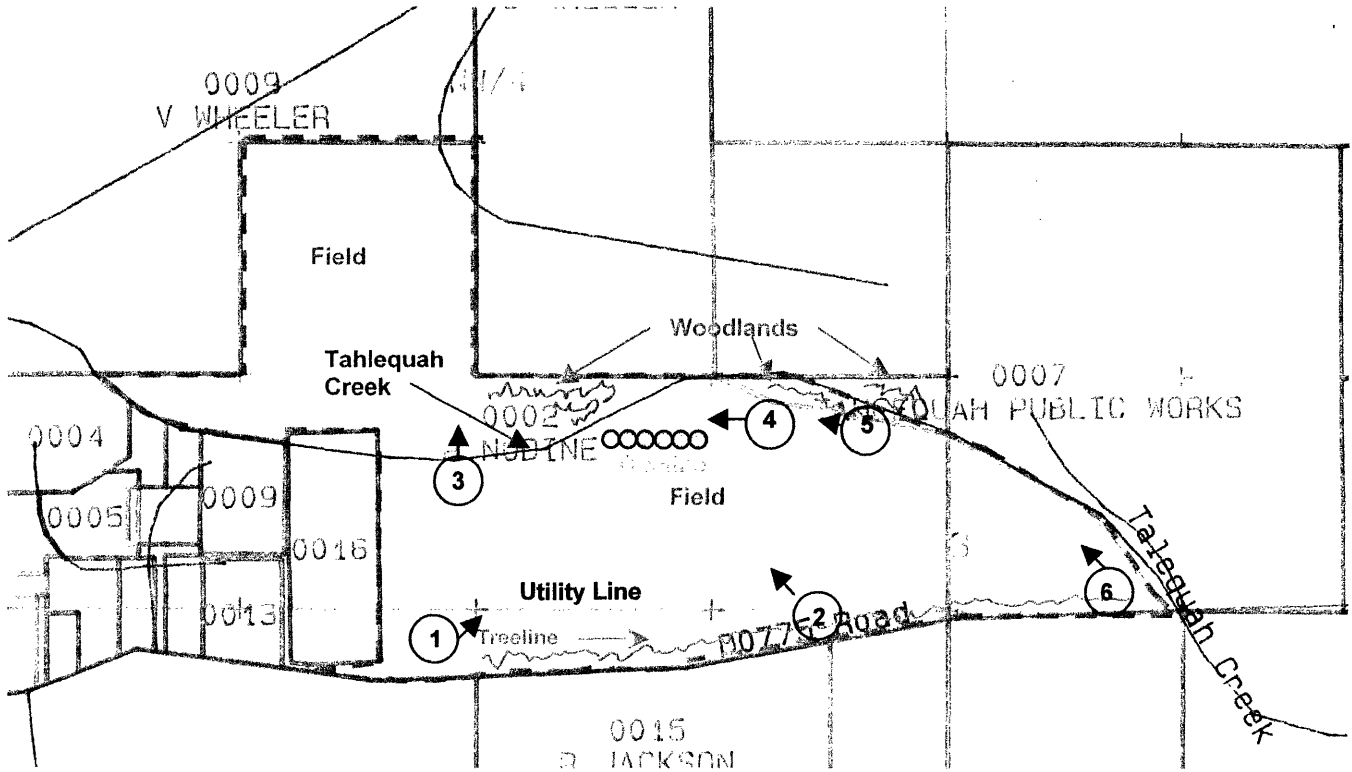 0009
V WHEELER
Field
Woodlands
Tahlequah
Creek
0007
PUBLIC WORKS
0002
NODINE
4
5
0004
3
0009
Field
0005
0016
Utility Line
6
0013
2
1
Treeline
Road
Talequah Creek
0015
JACKSON